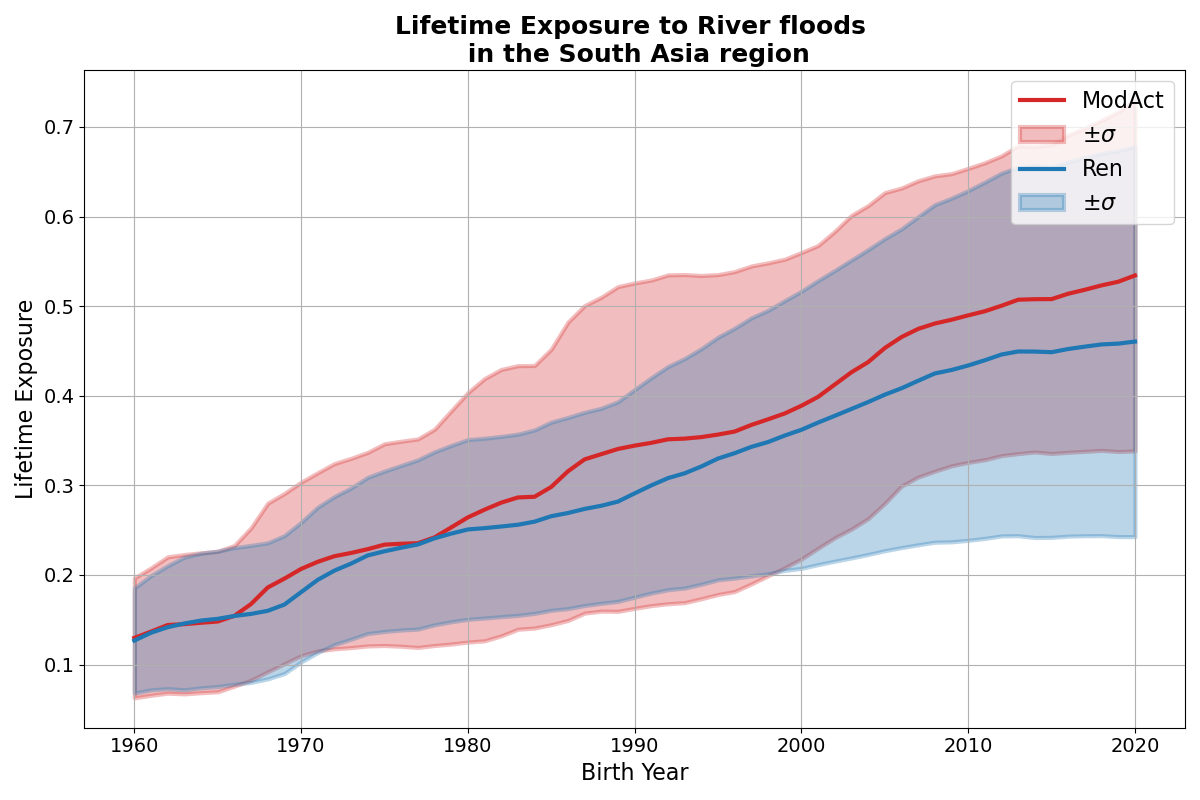 Lifetime Exposure to River floods
in the South Asia region
Lifetime Exposure
0.7
0.6
0.5
0.4
0.3
0.2
0.1
ModAct
±σ
Ren
±σ
1960 1970 1980 1990 2000 2010 2020
Birth Year